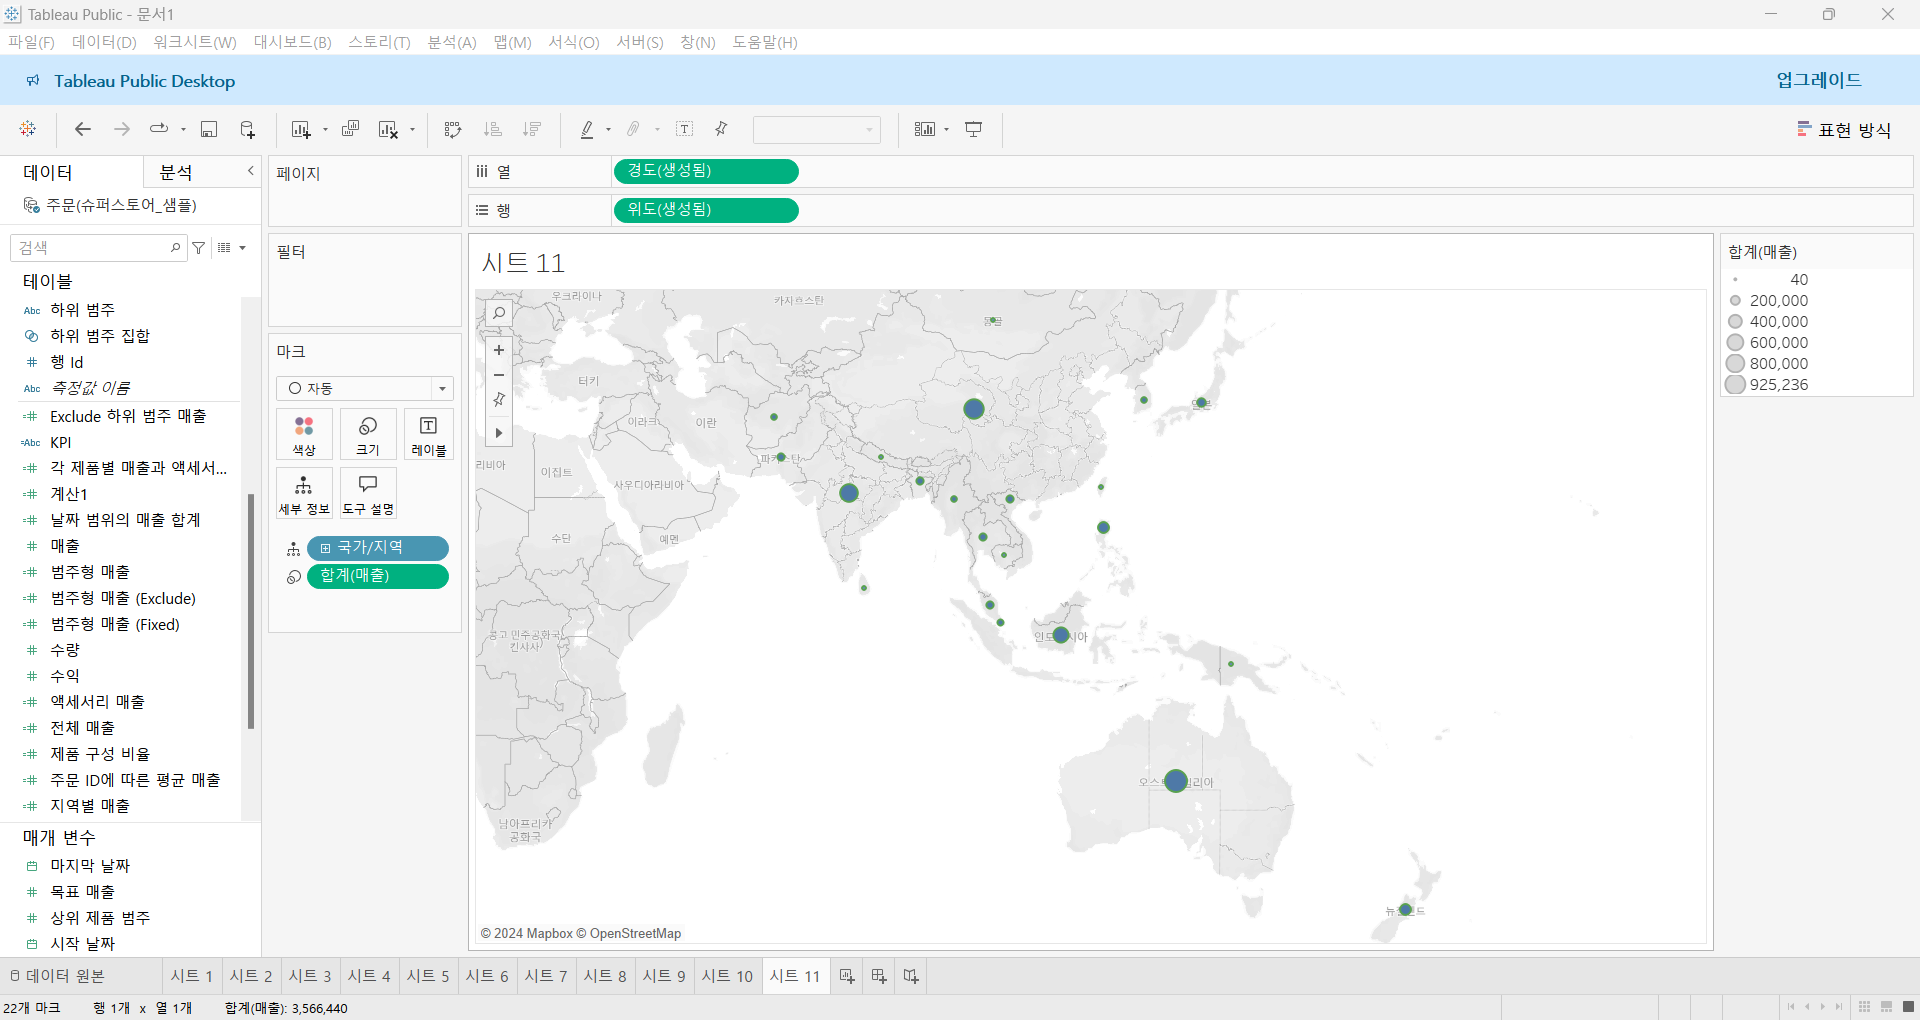 Tableau Public - 문서1
파일(F) 데이터(D) 워크시트(W) 대시보드(B) 스토리(T) 분석(A) 맵(M) 서식(O) 서버(S) 창(N) 도움말(H)
Tableau Public Desktop
업그레이드
표현 방식
데이터
분석
주문(슈퍼스토어_샘플)
검색
테이블
Abc 하위 범주
하위 범주 집합
행 Id
Abc 측정값 이름
Exclude 하위 범주 매출
=Abc KPI
각 제품별 매출과 액세서...
계산1
날짜 범위의 매출 합계
매출
범주형 매출
범주형 매출 (Exclude)
범주형 매출 (Fixed)
수량
수익
액세서리 매출
전체 매출
제품 구성 비율
주문 ID에 따른 평균 매출
지역별 매출
매개 변수
마지막 날짜
목표 매출
상위 제품 범주
시작 날짜
페이지
필터
마크
자동
색상
크기
레이블
세부 정보
도구 설명
국가/지역
합계(매출)
열
경도(생성됨)
행
위도(생성됨)
시트 11
우크라이나
카자흐스탄
몽골
터키
이라크
이란
일본
리비아
이집트
사우디아라비아
수단
예멘
콩고 민주공화국
킨샤사
남아프리카
공화국
© 2024 Mapbox © OpenStreetMap
합계(매출)
40
200,000
400,000
600,000
800,000
925,236
데이터 원본
시트 1
시트 2
시트 3
시트 4
시트 5
시트 6
시트 7
시트 8
시트 9
시트 10
시트 11
22개 마크
행 1개 x 열 1개
합계(매출): 3,566,440